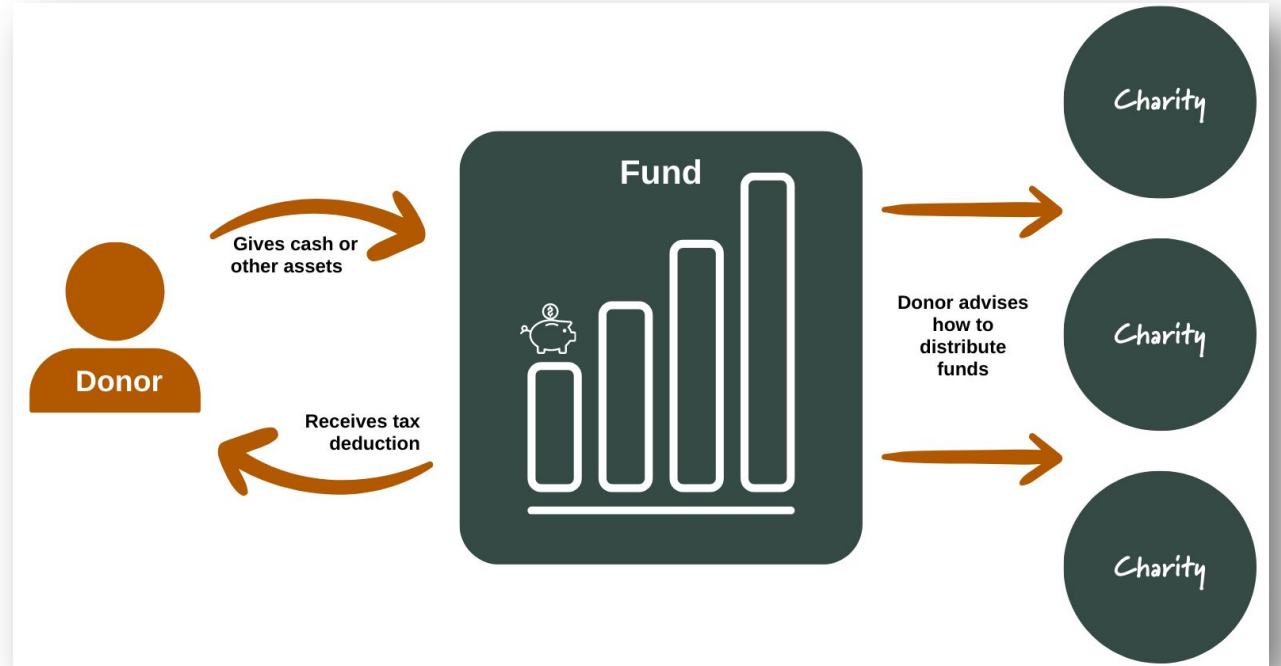 Donor
Gives cash or
other assets
Receives tax
deduction
Fund
Donor advises
how to
distribute
funds
Charity
Charity
Charity